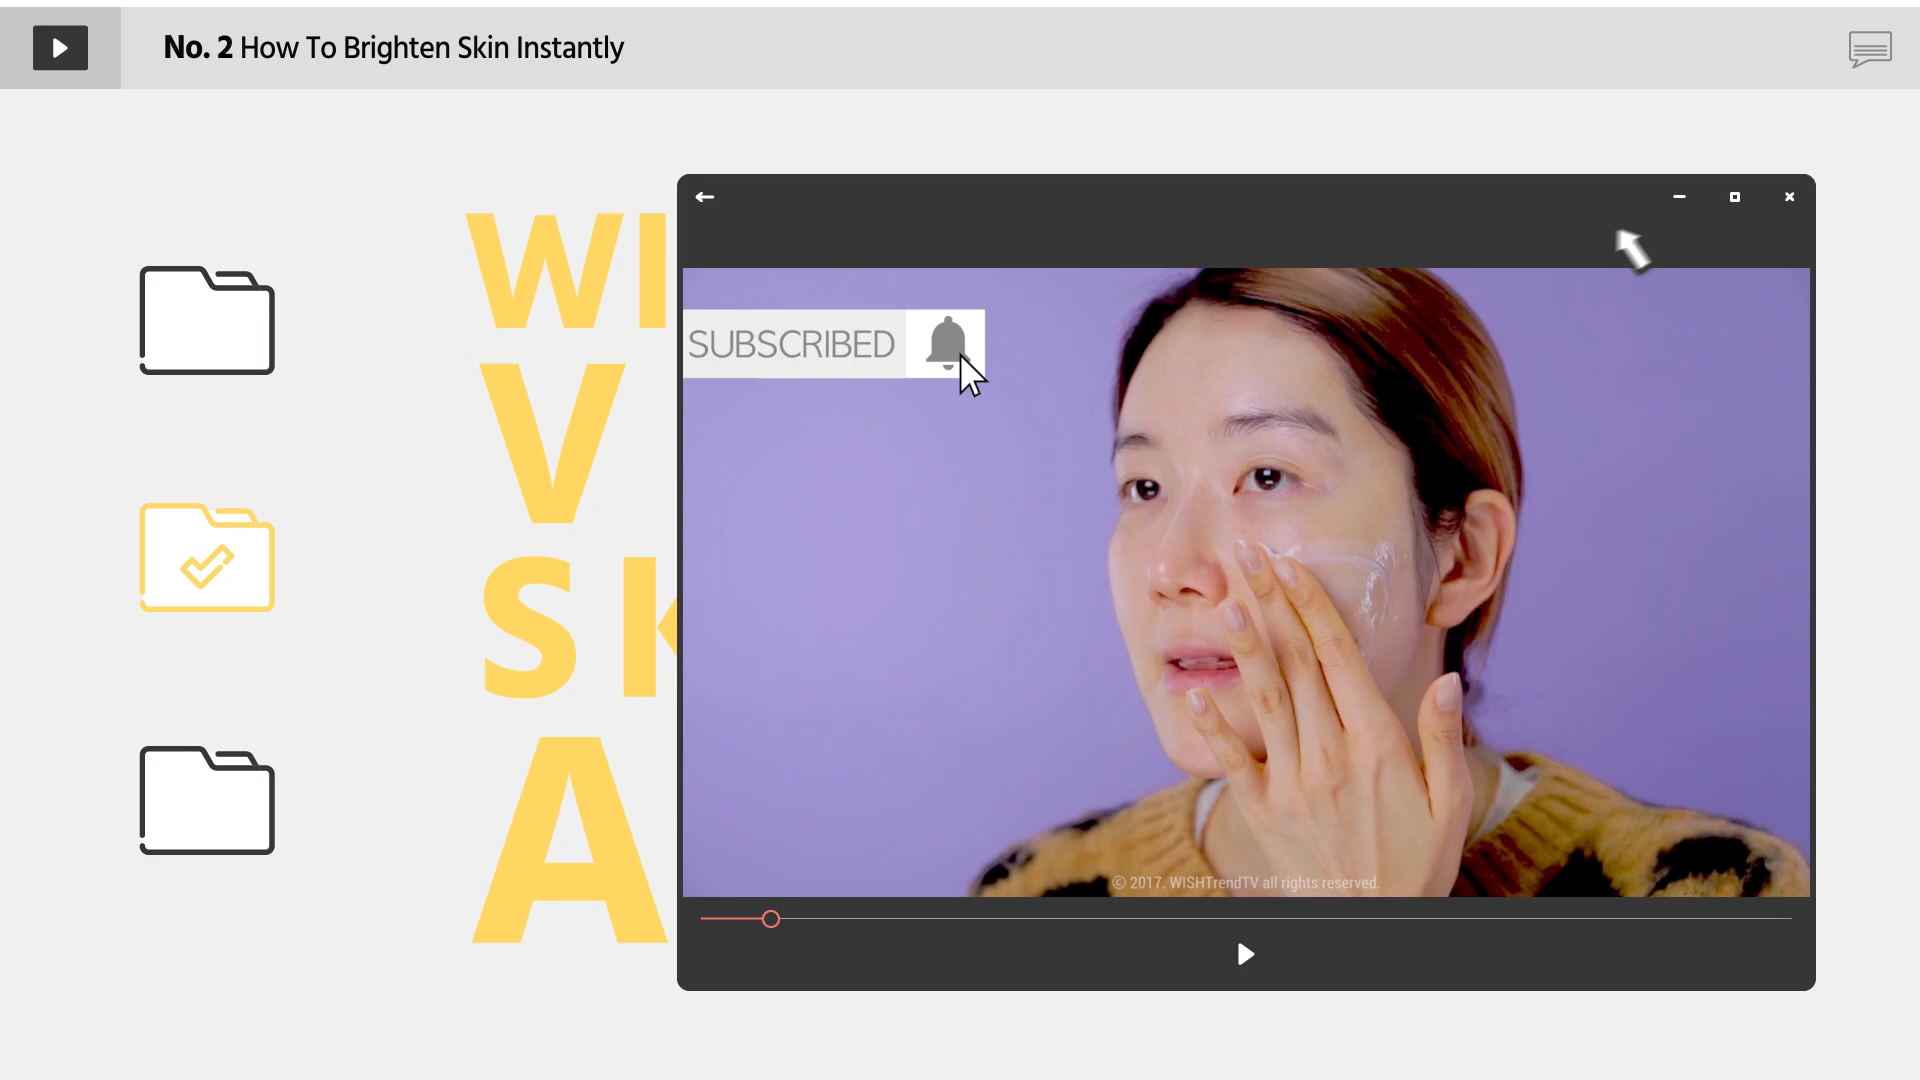 No. 2 How To Brighten Skin Instantly
WI
V
SK
A
SUBSCRIBED
© 2017. WISHTrendTV all rights reserved.